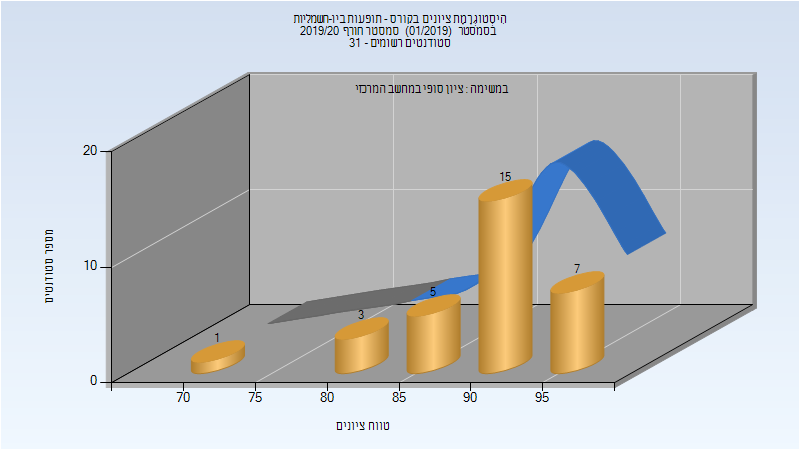 היסטוגרמת ציונים בקורס - תופעות ביו-חשמליות
בסמסטר (01/2019) סמסטר חורף 2019/20
סטודנטים רשומים - 31
במשימה : ציון סופי במחשב המרכזי
20
10
0
מספר סטודנטים
1
3
5
15
7
70
75
80
85
90
95
טווח ציונים